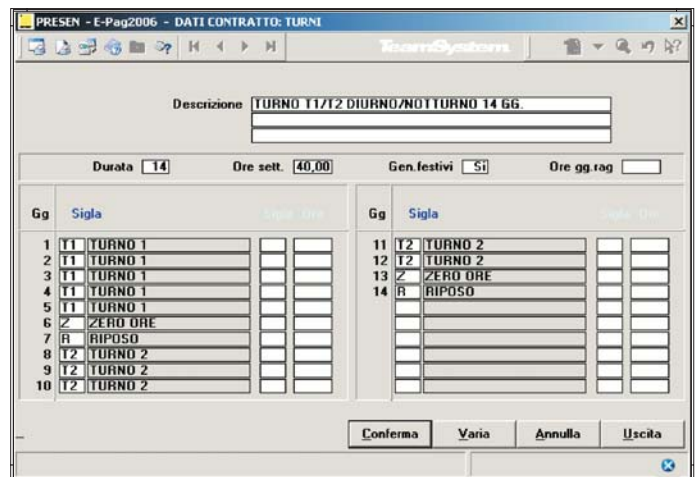 PRESEN - E-Pag2006 - DATI CONTRATTO: TURNI
TeamSystem
Descrizione TURNO T1/T2 DIURNO/NOTTURNO 14 GG.
Durata 14 Ore sett. 40,00 Gen.festivi Si Ore gg.rag
Gg Sigla Sigla Ore Gg Sigla Sigla Ore
1 T1 TURNO 1
2 T1 TURNO 1
3 T1 TURNO 1
4 T1 TURNO 1
5 T1 TURNO 1
6 Z ZERO ORE
7 R RIPOSO
8 T2 TURNO 2
9 T2 TURNO 2
10 T2 TURNO 2
11 T2 TURNO 2
12 T2 TURNO 2
13 Z ZERO ORE
14 R RIPOSO
Conferma Varia Annulla Uscita